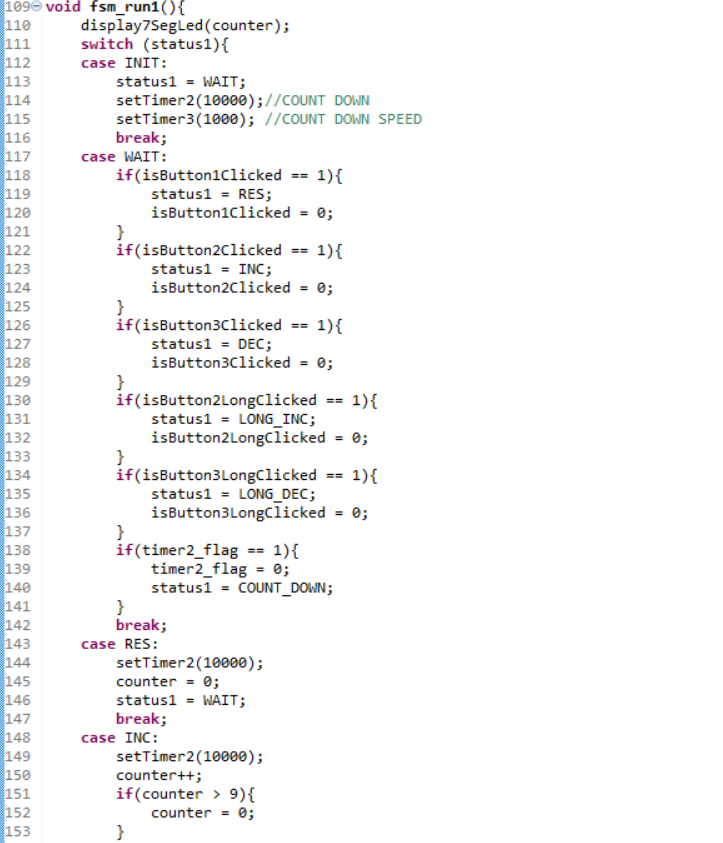 109 void fsm_run1(){
110     display7SegLed(counter);
111     switch (status1){
112     case INIT:
113         status1 = WAIT;
114         setTimer2(10000);//COUNT DOWN
115         setTimer3(1000); //COUNT DOWN SPEED
116         break;
117     case WAIT:
118         if(isButton1Clicked == 1){
119             status1 = RES;
120             isButton1Clicked = 0;
121         }
122         if(isButton2Clicked == 1){
123             status1 = INC;
124             isButton2Clicked = 0;
125         }
126         if(isButton3Clicked == 1){
127             status1 = DEC;
128             isButton3Clicked = 0;
129         }
130         if(isButton2LongClicked == 1){
131             status1 = LONG_INC;
132             isButton2LongClicked = 0;
133         }
134         if(isButton3LongClicked == 1){
135             status1 = LONG_DEC;
136             isButton3LongClicked = 0;
137         }
138         if(timer2_flag == 1){
139             timer2_flag = 0;
140             status1 = COUNT_DOWN;
141         }
142         break;
143     case RES:
144         setTimer2(10000);
145         counter = 0;
146         status1 = WAIT;
147         break;
148     case INC:
149         setTimer2(10000);
150         counter++;
151         if(counter > 9){
152             counter = 0;
153         }